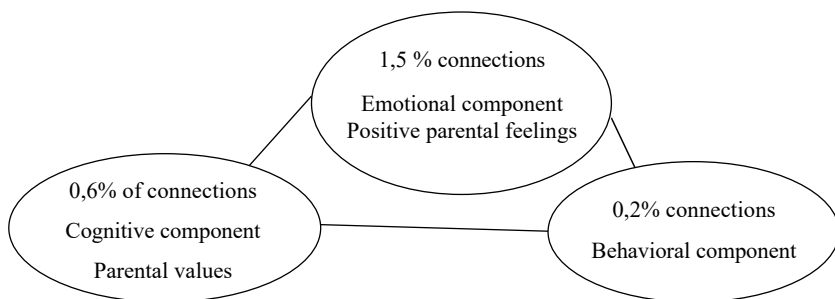 1,5 % connections
Emotional component
Positive parental feelings
0,6% of connections
Cognitive component
Parental values
0,2% connections
Behavioral component